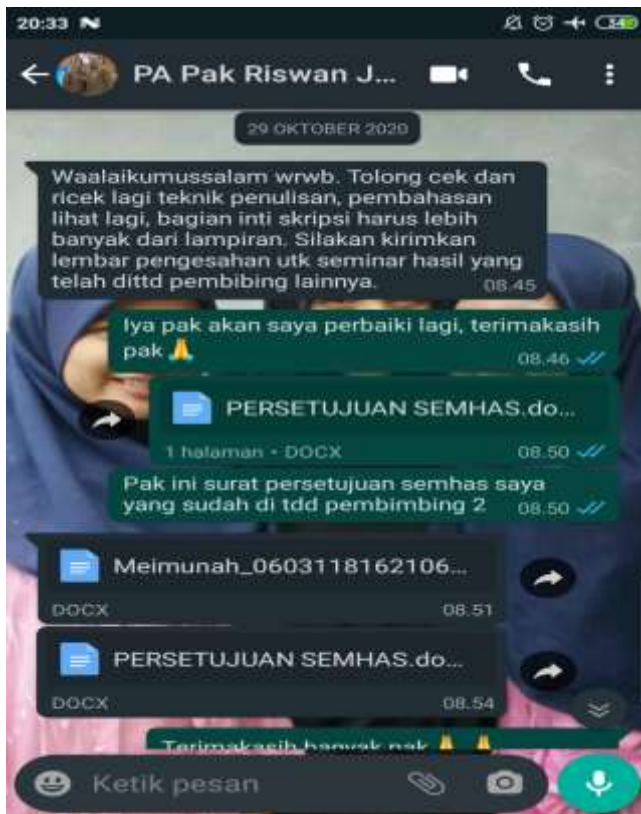 20:33
34
PA Pak Riswan J...
29 OKTOBER 2020
Waalaikumussalam wrwb. Tolong cek dan
ricek lagi teknik penulisan, pembahasan
lihat lagi, bagian inti skripsi harus lebih
banyak dari lampiran. Silakan kirimkan
lembar pengesahan utk seminar hasil yang
telah dittd pembibing lainnya.
08.45
Iya pak akan saya perbaiki lagi, terimakasih
pak 🙏
08.46
PERSETUJUAN SEMHAS.do...
1 halaman • DOCX
08.50
Pak ini surat persetujuan semhas saya
yang sudah di tdd pembimbing 2
08.50
Meimunah_0603118162106...
DOCX
08.51
PERSETUJUAN SEMHAS.do...
DOCX
08.54
Terimakasih banyak pak 🙏 🙏
Ketik pesan